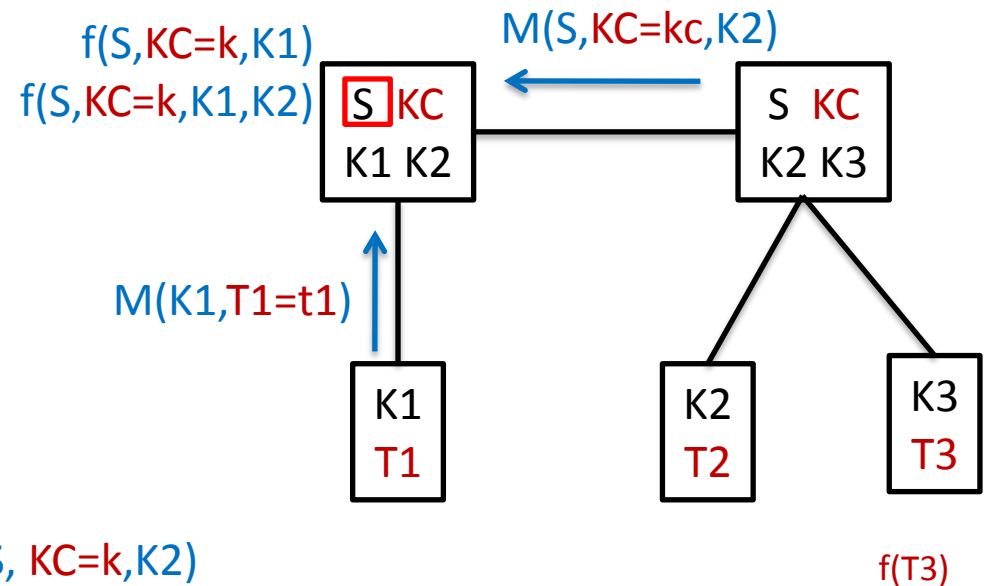 f(S,KC=k,K1)
M(S,KC=kc,K2)
f(S,KC=k,K1,K2)
S KC
K1 K2
S KC
K2 K3
M(K1,T1=t1)
K1
T1
K2
T2
K3
T3
, KC=k,K2)
f(T3)